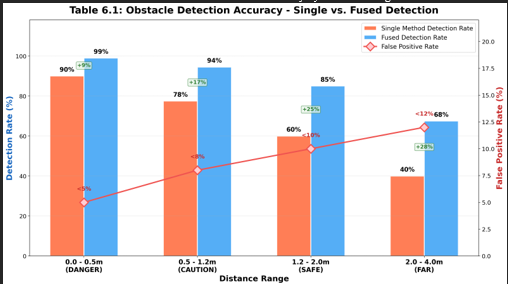 Table 6.1: Obstacle Detection Accuracy - Single vs. Fused Detection
Single Method Detection Rate
Fused Detection Rate
False Positive Rate
Detection Rate (%)
100
80
60
40
20
0
False Positive Rate (%)
20.0
17.5
15.0
12.5
10.0
7.5
5.0
2.5
0.0
90%
+9%
99%
<5%
78%
+17%
94%
<8%
60%
+25%
85%
<10%
40%
+28%
68%
<12%
0.0 - 0.5m
(DANGER)
0.5 - 1.2m
(CAUTION)
1.2 - 2.0m
(SAFE)
2.0 - 4.0m
(FAR)
Distance Range